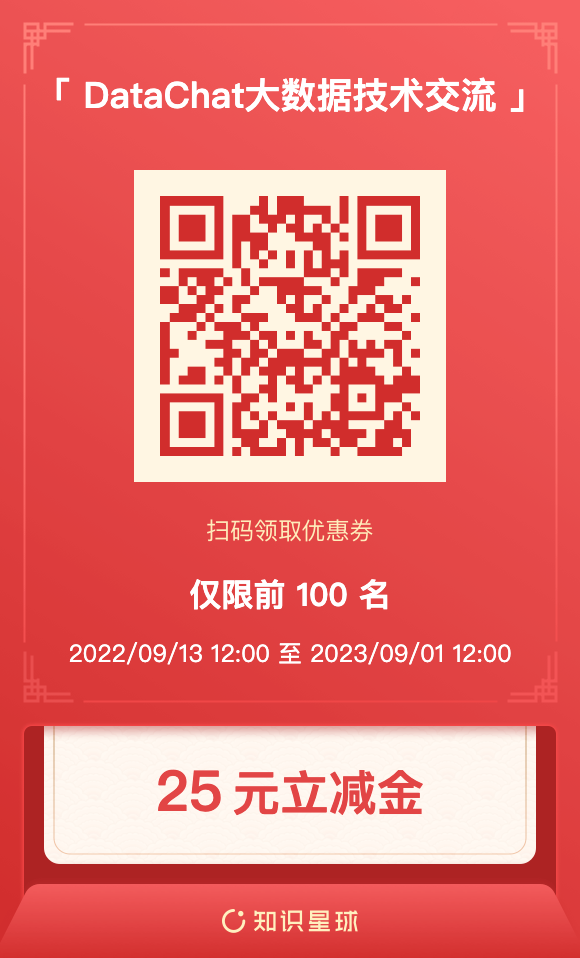 「 DataChat大数据技术交流 」
扫码领取优惠券
仅限前 100 名
2022/09/13 12:00 至 2023/09/01 12:00
25 元立减金
知识星球